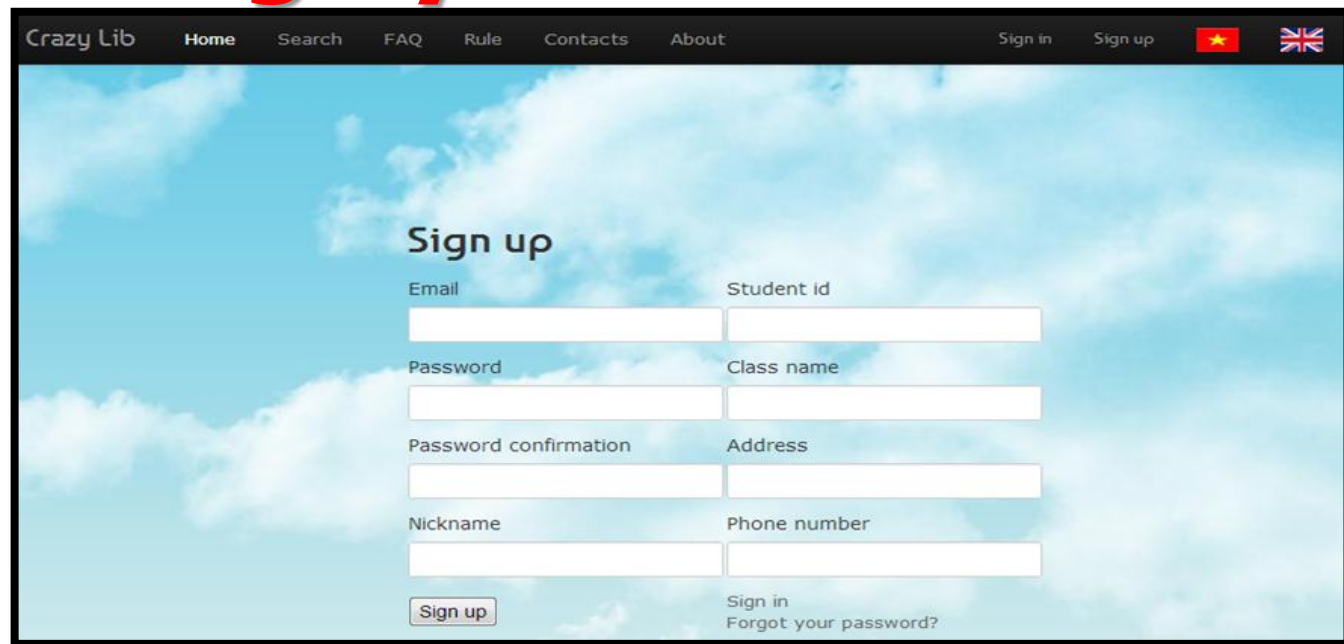 Crazy Lib Home Search FAQ Rule Contacts About Sign in Sign up
Sign up
Email Student id
Password Class name
Password confirmation Address
Nickname Phone number
Sign up
Sign in
Forgot your password?